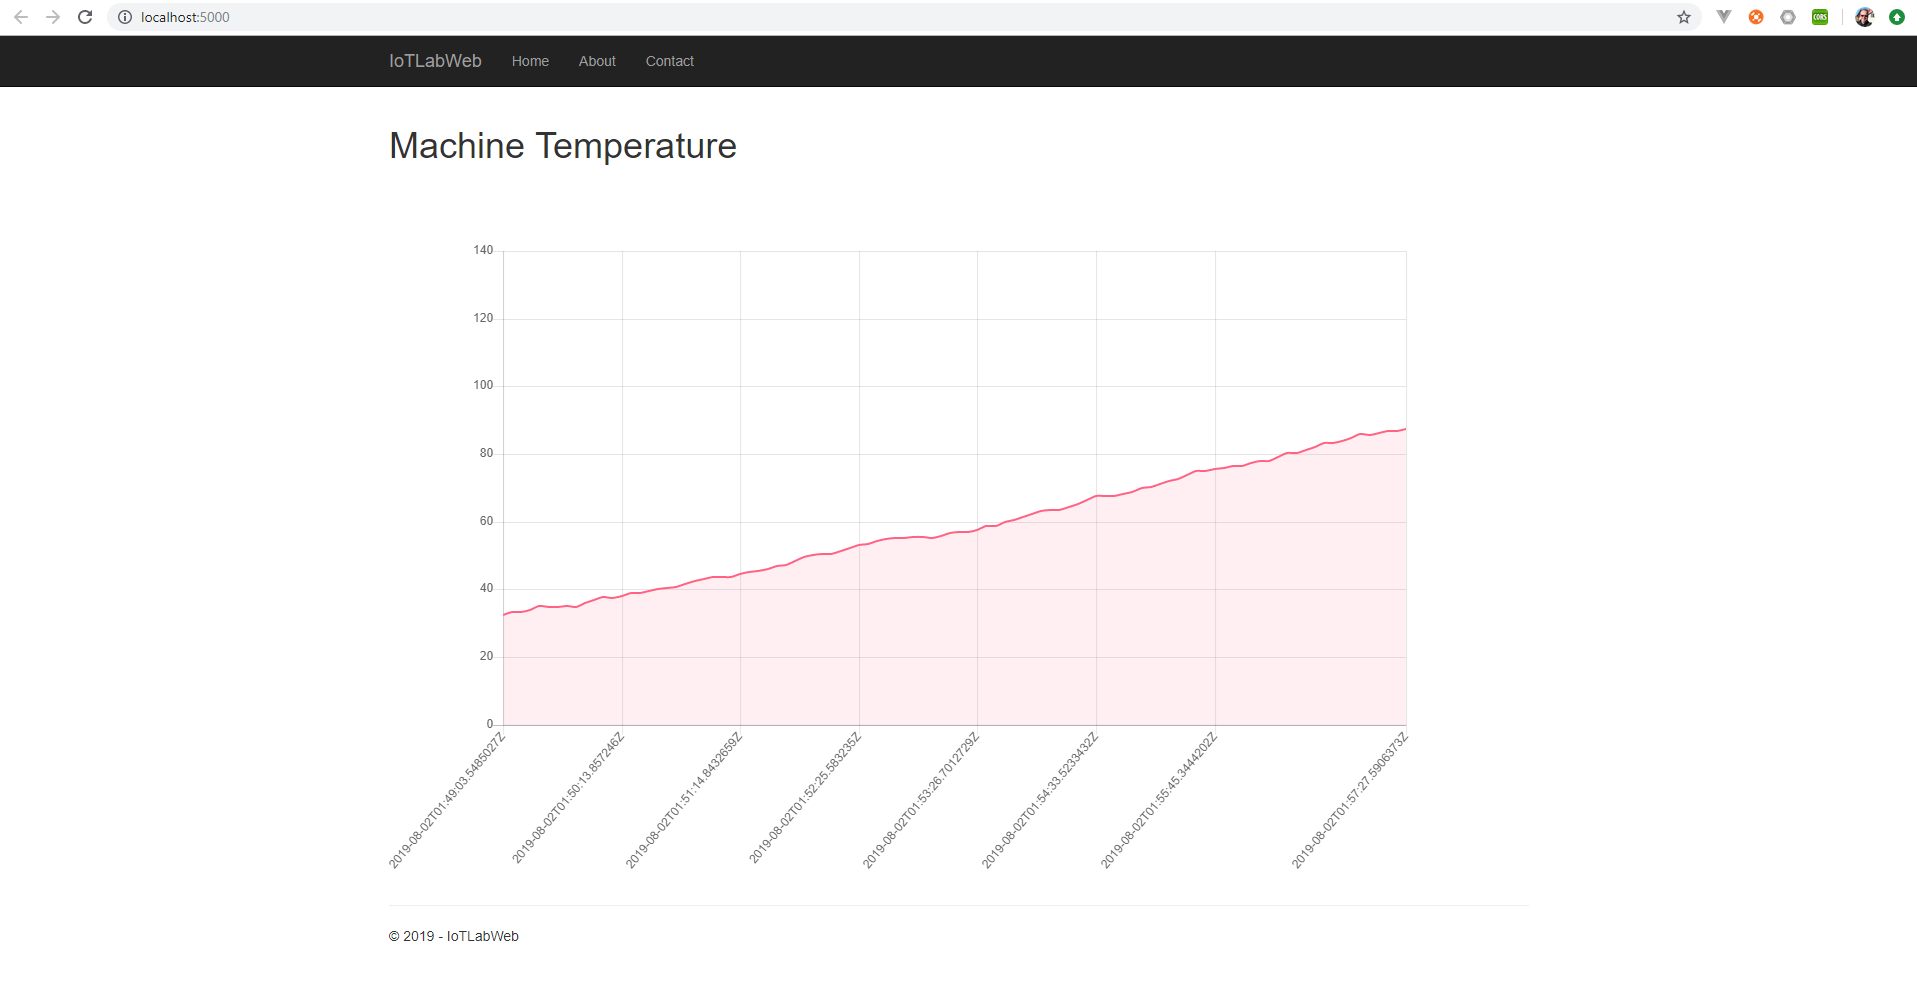 localhost:5000
CORS
IoTLabWeb Home About Contact
Machine Temperature
140
120
100
80
60
40
20
0
2019-08-02T01:49:03.5485027Z
2019-08-02T01:50:13.857246Z
2019-08-02T01:51:14.8432659Z
2019-08-02T01:52:25.583235Z
2019-08-02T01:53:26.7012729Z
2019-08-02T01:54:33.5233432Z
2019-08-02T01:55:45.3444202Z
2019-08-02T01:57:27.5906373Z
© 2019 - IoTLabWeb